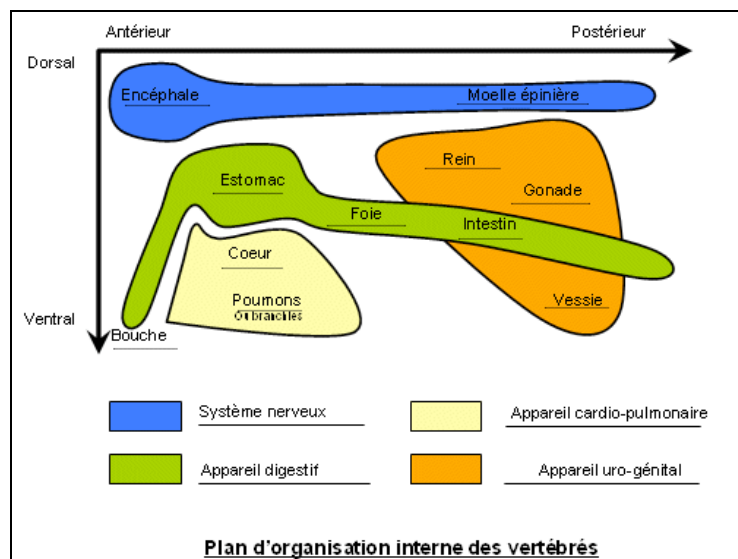 Antérieur
Postérieur
Dorsal
Encéphale
Moelle épinière
Rein
Estomac
Gonade
Foie
Intestin
Coeur
Poumons
Ou branchies
Vessie
Ventral
Bouche
Système nerveux
Appareil cardio-pulmonaire
Appareil digestif
Appareil uro-génital
Plan d'organisation interne des vertébrés